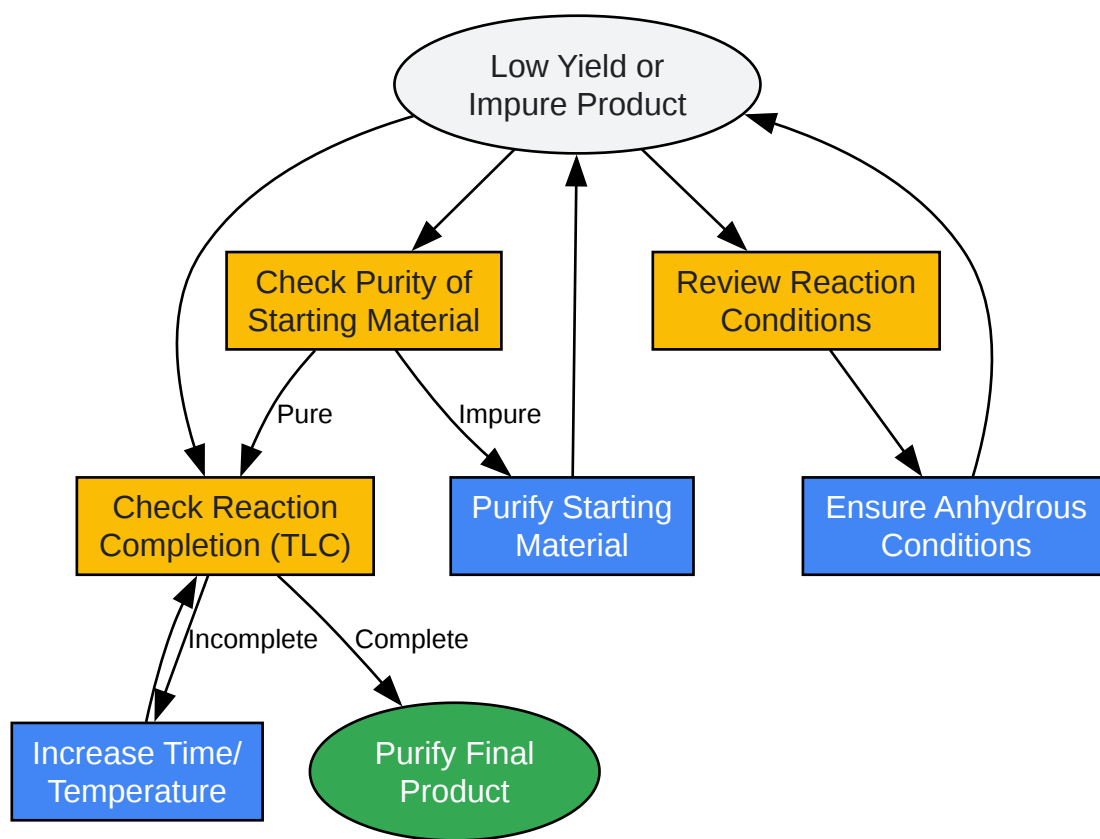 Low Yield or
Impure Product
Check Purity of
Starting Material
Review Reaction
Conditions
Pure
Impure
Check Reaction
Completion (TLC)
Purify Starting
Material
Ensure Anhydrous
Conditions
Incomplete
Complete
Increase Time/
Temperature
Purify Final
Product